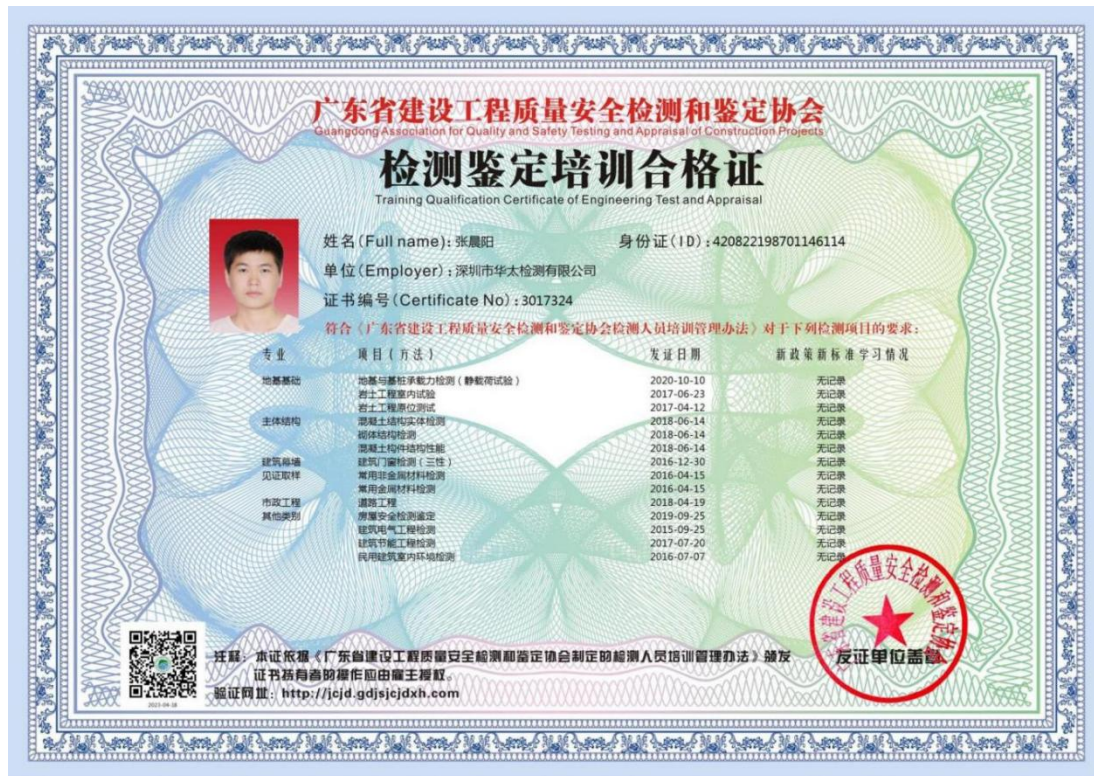 广东省建设工程质量安全检测和鉴定协会
Guangdong Association for Quality and Safety Testing and Appraisal of Construction Projects
检测鉴定培训合格证
Training Qualification Certificate of Engineering Test and Appraisal
姓名(Full name): 张晨阳 身份证(ID): 420822198701146114
单位(Employer): 深圳市华太检测有限公司
证书编号(Certificate No): 3017324
符合《广东省建设工程质量安全检测和鉴定协会检测人员培训管理办法》对于下列检测项目的要求:
专业 项目(方法) 发证日期 新政策新标准学习情况
地基基础 地基与基桩承载力检测(静载荷试验) 2020-10-10 无记录
岩土工程室内试验 2017-06-23 无记录
岩土工程原位测试 2017-04-12 无记录
主体结构 混凝土结构实体检测 2018-06-14 无记录
砌体结构检测 2018-06-14 无记录
混凝土构件结构性能 2018-06-14 无记录
建筑幕墙 建筑门窗检测(三性) 2016-12-30 无记录
见证取样 常用非金属材料检测 2016-04-15 无记录
常用金属材料检测 2016-04-15 无记录
市政工程 道路工程 2018-04-19 无记录
其他类别 房屋安全检测鉴定 2019-09-25 无记录
建筑电气工程检测 2015-09-25 无记录
建筑节能工程检测 2017-07-20 无记录
民用建筑室内环境检测 2016-07-07 无记录
广东省建设工程质量安全检测和鉴定协会
发证单位盖章
注释: 本证依据《广东省建设工程质量安全检测和鉴定协会制定的检测人员培训管理办法》颁发
证书持有者的操作应由雇主授权。
验证网址: http://jcjd.gdjsjcjdxh.com
2023-04-18